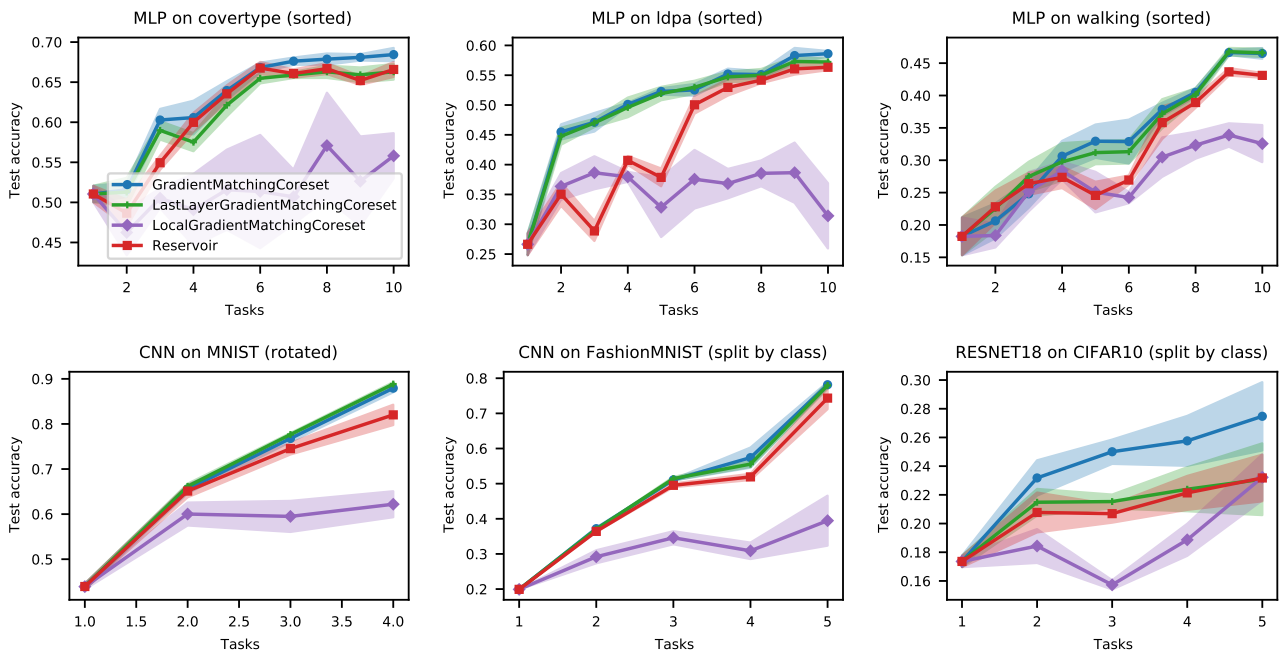 MLP on covertype (sorted)
0.70
0.65
0.60
0.55
0.50
0.45
Test accuracy
GradientMatchingCoreset
LastLayerGradientMatchingCoreset
LocalGradientMatchingCoreset
Reservoir
2 4 6 8 10
Tasks
MLP on ldpa (sorted)
0.60
0.55
0.50
0.45
0.40
0.35
0.30
0.25
Test accuracy
2 4 6 8 10
Tasks
MLP on walking (sorted)
0.45
0.40
0.35
0.30
0.25
0.20
0.15
Test accuracy
2 4 6 8 10
Tasks
CNN on MNIST (rotated)
0.9
0.8
0.7
0.6
0.5
Test accuracy
1.0 1.5 2.0 2.5 3.0 3.5 4.0
Tasks
CNN on FashionMNIST (split by class)
0.8
0.7
0.6
0.5
0.4
0.3
0.2
Test accuracy
1 2 3 4 5
Tasks
RESNET18 on CIFAR10 (split by class)
0.30
0.28
0.26
0.24
0.22
0.20
0.18
0.16
Test accuracy
1 2 3 4 5
Tasks